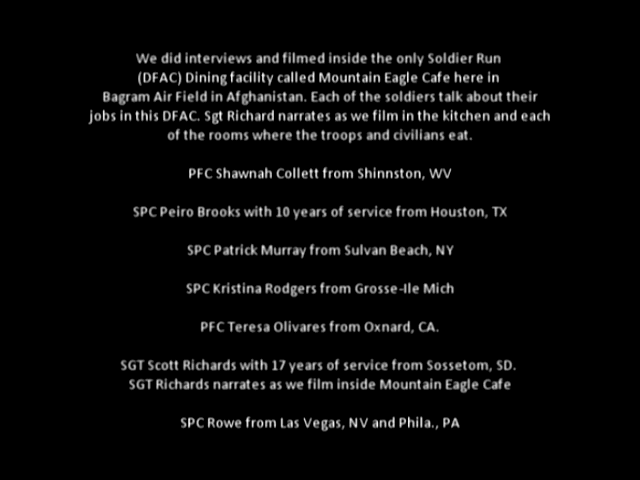 We did interviews and filmed inside the only Soldier Run
(DFAC) Dining facility called Mountain Eagle Cafe here in
Bagram Air Field in Afghanistan. Each of the soldiers talk about their
jobs in this DFAC. Sgt Richard narrates as we film in the kitchen and each
of the rooms where the troops and civilians eat.
PFC Shawnah Collett from Shinnston, WV
SPC Peiro Brooks with 10 years of service from Houston, TX
SPC Patrick Murray from Sulvan Beach, NY
SPC Kristina Rodgers from Grosse-Ile Mich
PFC Teresa Olivares from Oxnard, CA.
SGT Scott Richards with 17 years of service from Sossetom, SD.
SGT Richards narrates as we film inside Mountain Eagle Cafe
SPC Rowe from Las Vegas, NV and Phila., PA